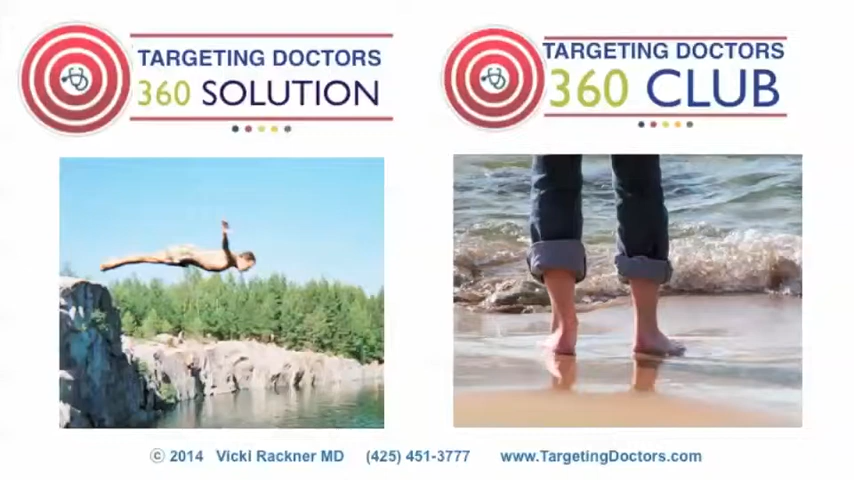 TARGETING DOCTORS
360 SOLUTION
TARGETING DOCTORS
360 CLUB
© 2014 Vicki Rackner MD (425) 451-3777 www.TargetingDoctors.com